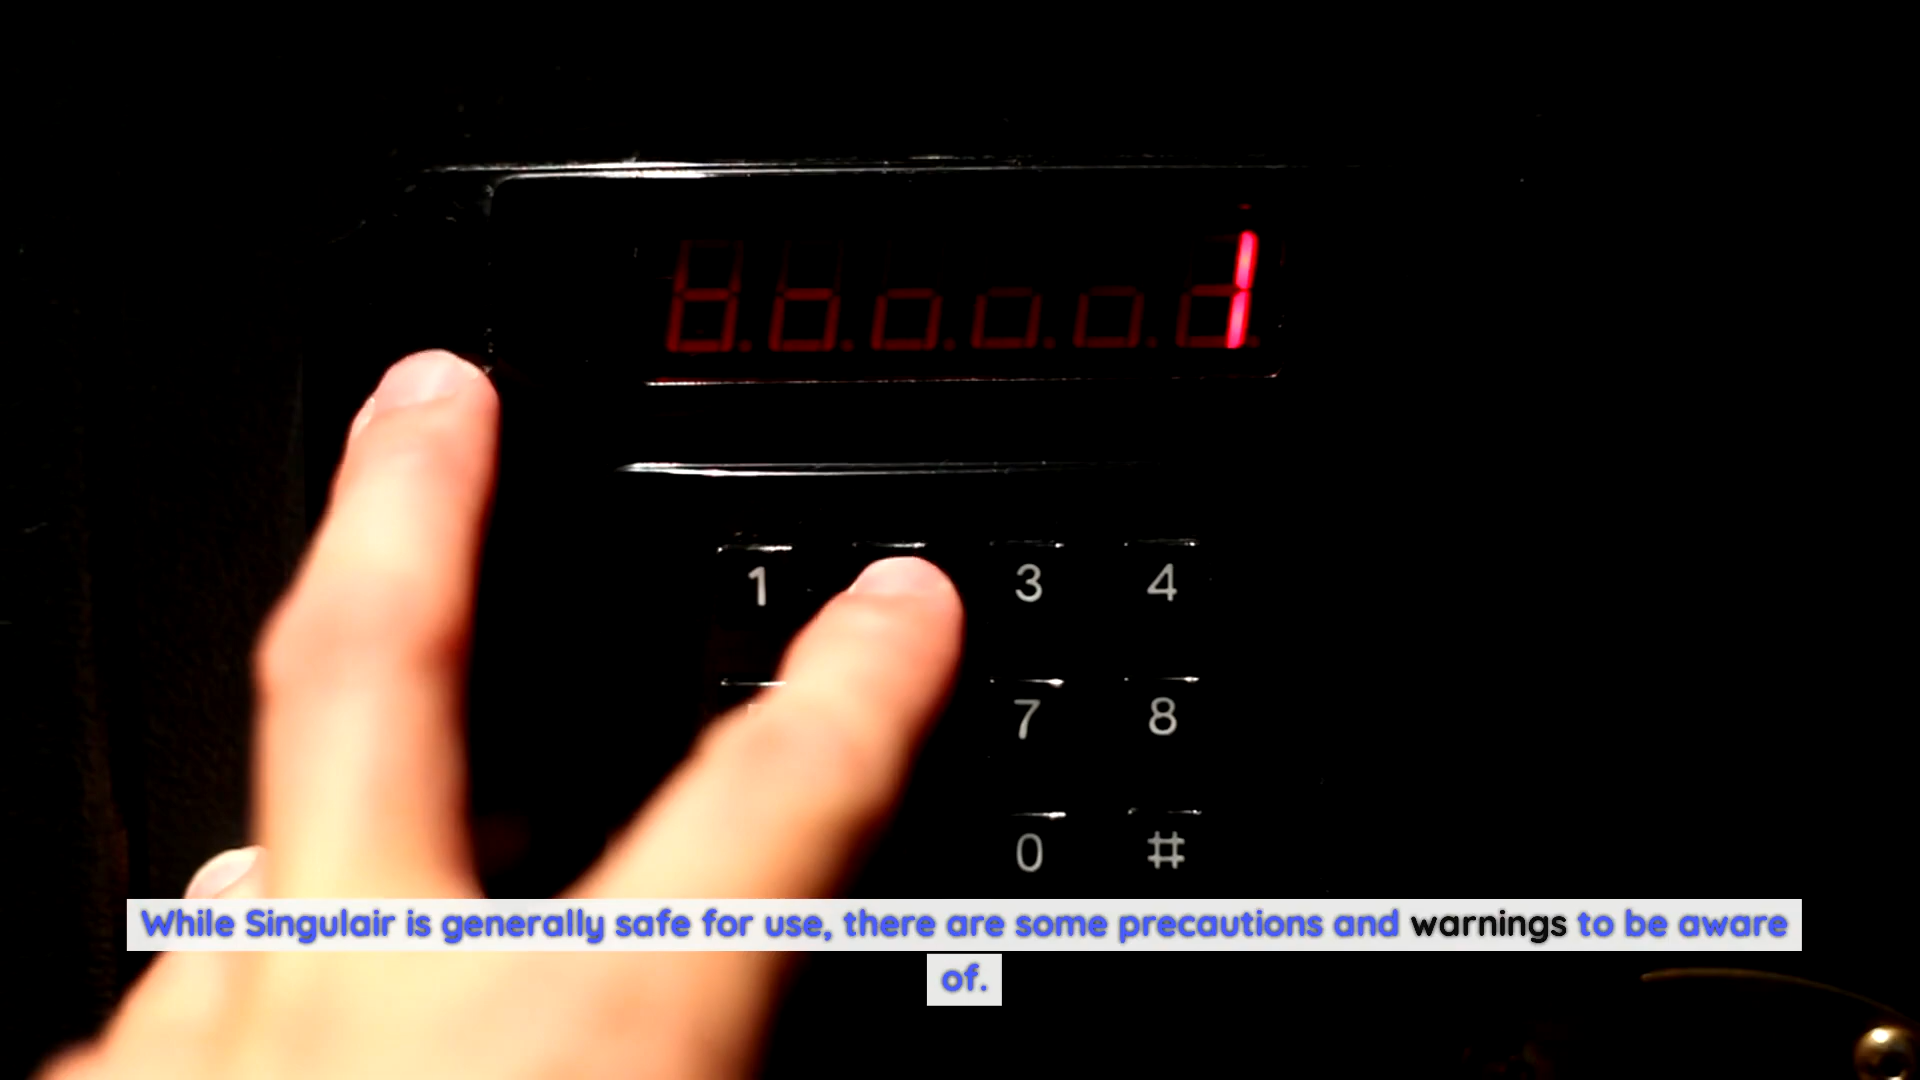 1
1 3 4
7 8
0 #
While Singulair is generally safe for use, there are some precautions and warnings to be aware
of.